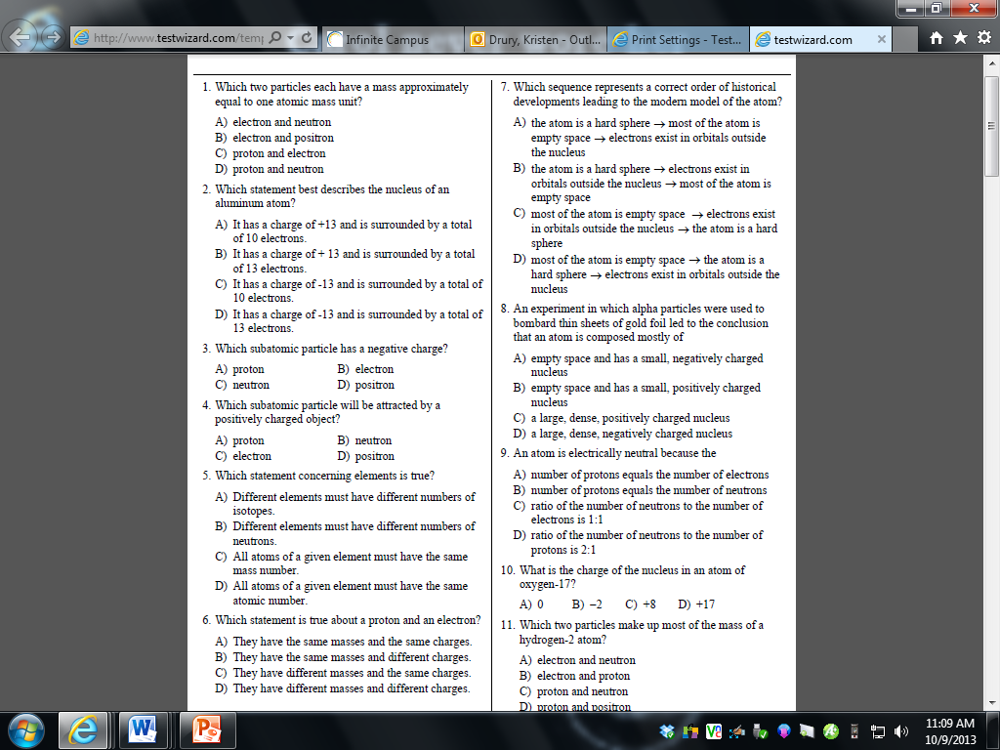 http://www.testwizard.com/temp
Infinite Campus
Drury, Kristen - Outl...
Print Settings - Test...
testwizard.com
1. Which two particles each have a mass approximately
equal to one atomic mass unit?
A) electron and neutron
B) electron and positron
C) proton and electron
D) proton and neutron
2. Which statement best describes the nucleus of an
aluminum atom?
A) It has a charge of +13 and is surrounded by a total
of 10 electrons.
B) It has a charge of + 13 and is surrounded by a total
of 13 electrons.
C) It has a charge of -13 and is surrounded by a total of
10 electrons.
D) It has a charge of -13 and is surrounded by a total of
13 electrons.
3. Which subatomic particle has a negative charge?
A) proton B) electron
C) neutron D) positron
4. Which subatomic particle will be attracted by a
positively charged object?
A) proton B) neutron
C) electron D) positron
5. Which statement concerning elements is true?
A) Different elements must have different numbers of
isotopes.
B) Different elements must have different numbers of
neutrons.
C) All atoms of a given element must have the same
mass number.
D) All atoms of a given element must have the same
atomic number.
6. Which statement is true about a proton and an electron?
A) They have the same masses and the same charges.
B) They have the same masses and different charges.
C) They have different masses and the same charges.
D) They have different masses and different charges.
7. Which sequence represents a correct order of historical
developments leading to the modern model of the atom?
A) the atom is a hard sphere → most of the atom is
empty space → electrons exist in orbitals outside
the nucleus
B) the atom is a hard sphere → electrons exist in
orbitals outside the nucleus → most of the atom is
empty space
C) most of the atom is empty space → electrons exist
in orbitals outside the nucleus → the atom is a hard
sphere
D) most of the atom is empty space → the atom is a
hard sphere → electrons exist in orbitals outside the
nucleus
8. An experiment in which alpha particles were used to
bombard thin sheets of gold foil led to the conclusion
that an atom is composed mostly of
A) empty space and has a small, negatively charged
nucleus
B) empty space and has a small, positively charged
nucleus
C) a large, dense, positively charged nucleus
D) a large, dense, negatively charged nucleus
9. An atom is electrically neutral because the
A) number of protons equals the number of electrons
B) number of protons equals the number of neutrons
C) ratio of the number of neutrons to the number of
electrons is 1:1
D) ratio of the number of neutrons to the number of
protons is 2:1
10. What is the charge of the nucleus in an atom of
oxygen-17?
A) 0 B) –2 C) +8 D) +17
11. Which two particles make up most of the mass of a
hydrogen-2 atom?
A) electron and neutron
B) electron and proton
C) proton and neutron
D) proton and positron
11:09 AM
10/9/2013